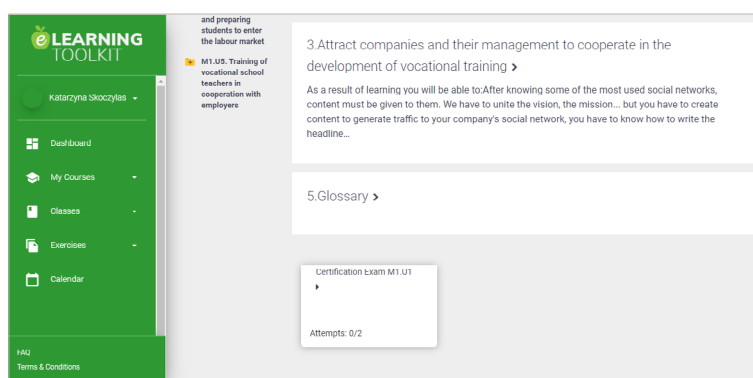 eLEARNING
TOOLKIT
Katarzyna Skoczylas
Dashboard
My Courses
Classes
Exercises
Calendar
FAQ
Terms & Conditions
and preparing
students to enter
the labour market
M1.U5. Training of
vocational school
teachers in
cooperation with
employers
3.Attract companies and their management to cooperate in the
development of vocational training >
As a result of learning you will be able to:After knowing some of the most used social networks,
content must be given to them. We have to unite the vision, the mission... but you have to create
content to generate traffic to your company's social network, you have to know how to write the
headline...
5.Glossary >
Certification Exam M1.U1
Attempts: 0/2